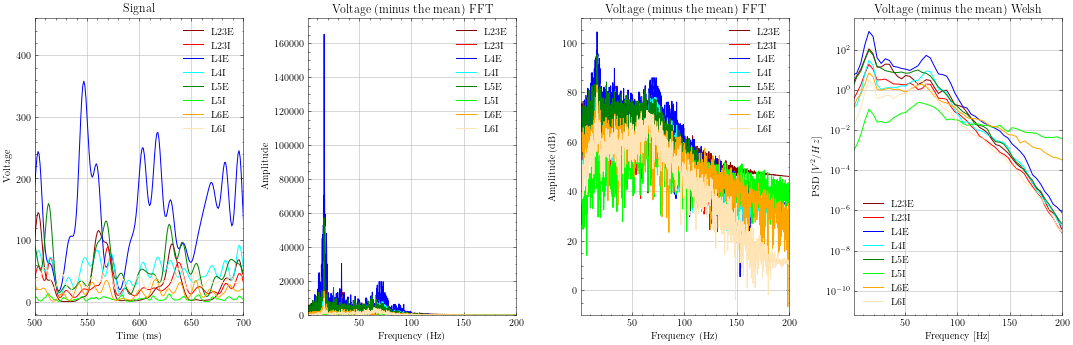 Signal
Voltage
400
300
200
100
0
500
550
600
650
700
Time (ms)
L23E
L23I
L4E
L4I
L5E
L5I
L6E
L6I
Voltage (minus the mean) FFT
Amplitude
160000
140000
120000
100000
80000
60000
40000
20000
0
50
100
150
200
Frequency (Hz)
L23E
L23I
L4E
L4I
L5E
L5I
L6E
L6I
Voltage (minus the mean) FFT
Amplitude (dB)
100
80
60
40
20
0
50
100
150
200
Frequency (Hz)
L23E
L23I
L4E
L4I
L5E
L5I
L6E
L6I
Voltage (minus the mean) Welsh
PSD [V^2/Hz]
10^2
10^0
10^−2
10^−4
10^−6
10^−8
10^−10
50
100
150
200
Frequency [Hz]
L23E
L23I
L4E
L4I
L5E
L5I
L6E
L6I